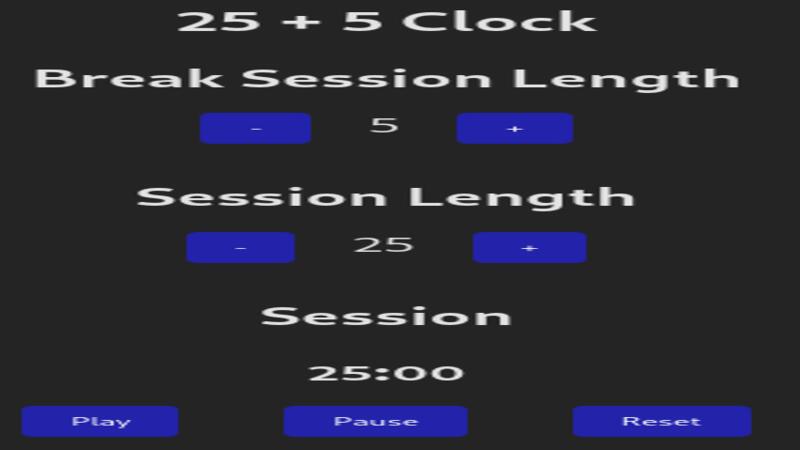 25 + 5 Clock
Break Session Length
- 5 +
Session Length
- 25 +
Session
25:00
Play Pause Reset